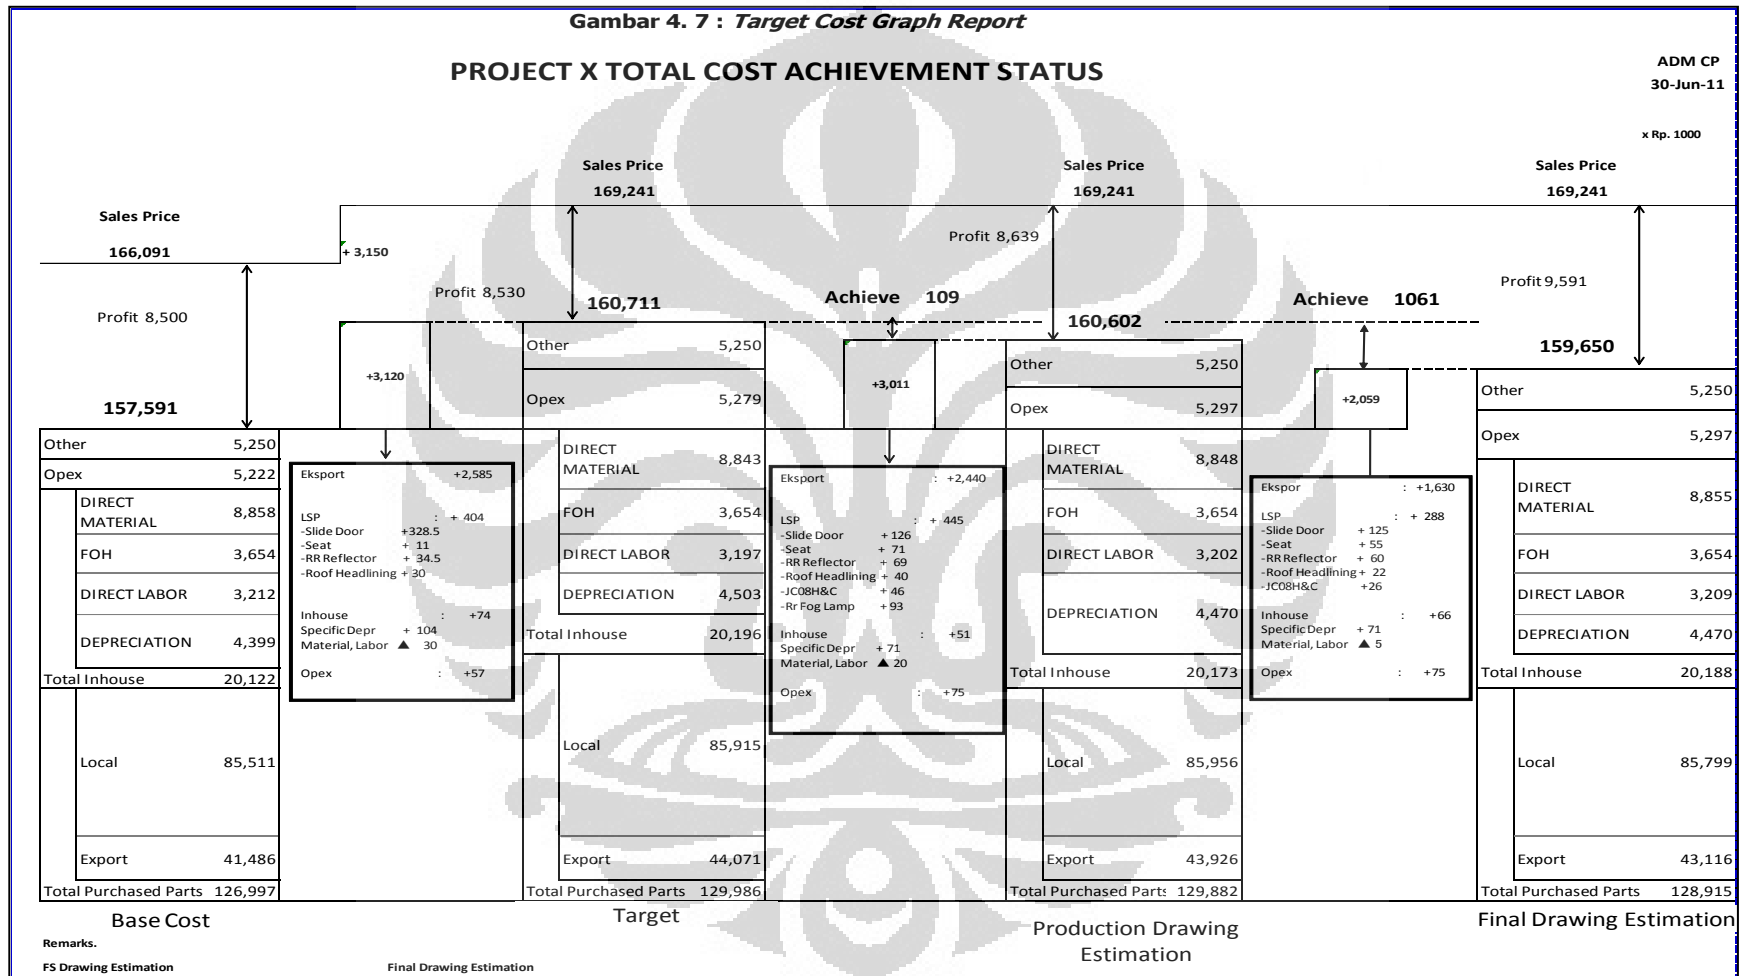 Gambar 4. 7 : Target Cost Graph Report
PROJECT X TOTAL COST ACHIEVEMENT STATUS
ADM CP
30-Jun-11
x Rp. 1000
Sales Price
166,091
+ 3,150
Profit 8,500
157,591
Other 5,250
Opex 5,222
DIRECT
MATERIAL 8,858
FOH 3,654
DIRECT LABOR 3,212
DEPRECIATION 4,399
Total Inhouse 20,122
Local 85,511
Export 41,486
Total Purchased Parts 126,997
Base Cost
+3,120
Eksport +2,585
LSP : + 404
-Slide Door +328.5
-Seat + 11
-RR Reflector + 34.5
-Roof Headlining + 30
Inhouse : +74
Specific Depr + 104
Material, Labor ▲ 30
Opex : +57
Sales Price
169,241
Profit 8,530
160,711
Other 5,250
Opex 5,279
DIRECT
MATERIAL 8,843
FOH 3,654
DIRECT LABOR 3,197
DEPRECIATION 4,503
Total Inhouse 20,196
Local 85,915
Export 44,071
Total Purchased Parts 129,986
Target
Achieve 109
+3,011
Eksport : +2,440
LSP : + 445
-Slide Door + 126
-Seat + 71
-RR Reflector + 69
-Roof Headlining + 40
-JC08H&C + 46
-Rr Fog Lamp + 93
Inhouse : +51
Specific Depr + 71
Material, Labor ▲ 20
Opex : +75
Sales Price
169,241
Profit 8,639
160,602
Other 5,250
Opex 5,297
DIRECT
MATERIAL 8,848
FOH 3,654
DIRECT LABOR 3,202
DEPRECIATION 4,470
Total Inhouse 20,173
Local 85,956
Export 43,926
Total Purchased Parts 129,882
Production Drawing
Estimation
Achieve 1061
+2,059
Ekspor : +1,630
LSP : + 288
-Slide Door + 125
-Seat + 55
-RR Reflector + 60
-Roof Headlining + 22
-JC08H&C +26
Inhouse : +66
Specific Depr + 71
Material, Labor ▲ 5
Opex : +75
Sales Price
169,241
Profit 9,591
159,650
Other 5,250
Opex 5,297
DIRECT
MATERIAL 8,855
FOH 3,654
DIRECT LABOR 3,209
DEPRECIATION 4,470
Total Inhouse 20,188
Local 85,799
Export 43,116
Total Purchased Parts 128,915
Final Drawing Estimation
Remarks.
FS Drawing Estimation Final Drawing Estimation